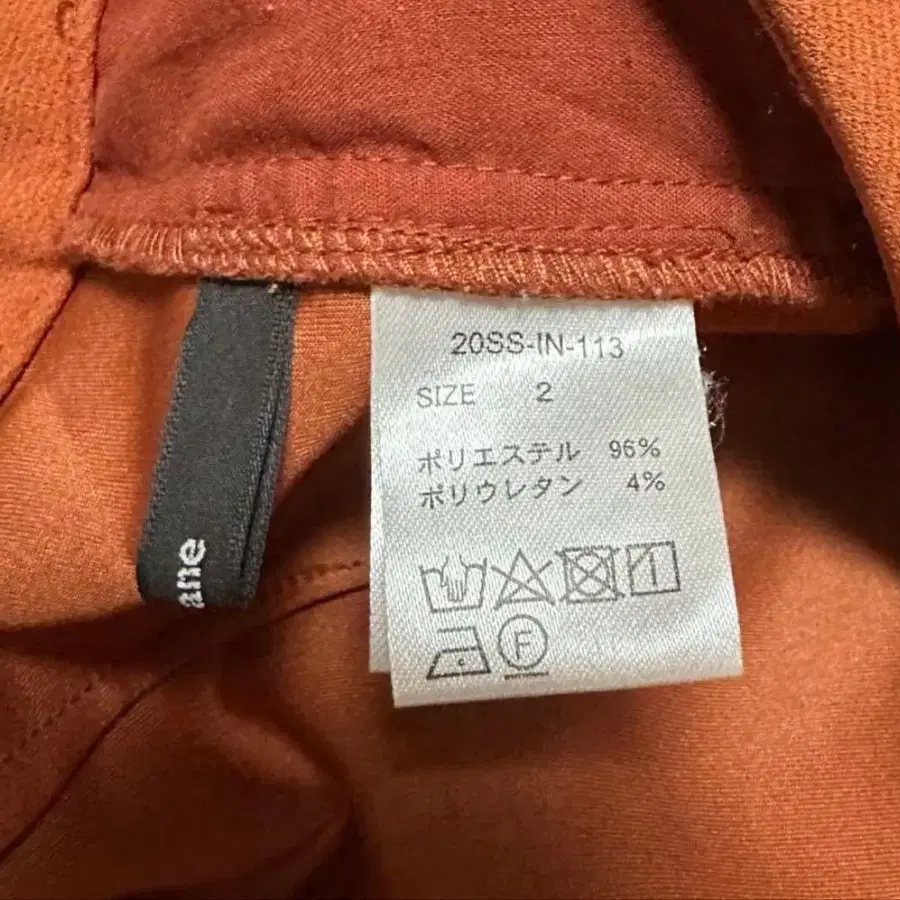 20SS-IN-113
SIZE 2
ポリエステル 96%
ポリウレタン 4%
F
ane